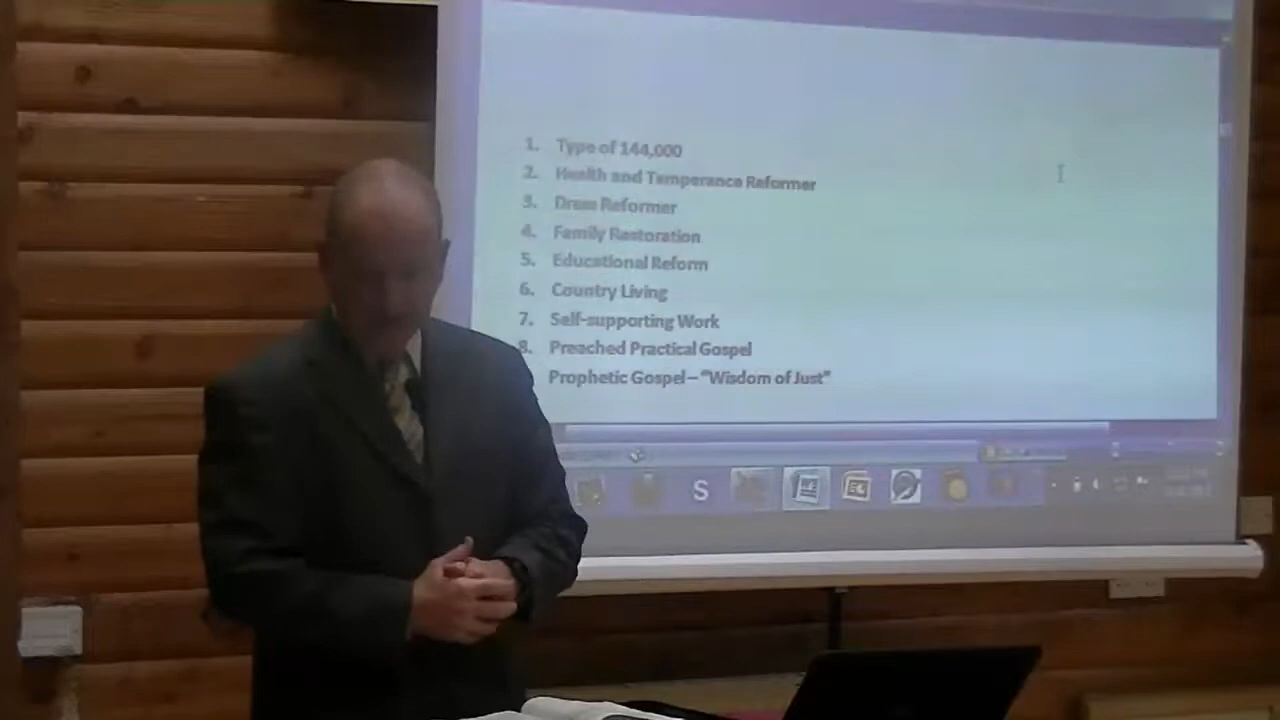 1. Type of 144,000
2. Health and Temperance Reformer
3. Dress Reformer
4. Family Restoration
5. Educational Reform
6. Country Living
7. Self-supporting Work
8. Preached Practical Gospel
Prophetic Gospel – "Wisdom of Just"
S